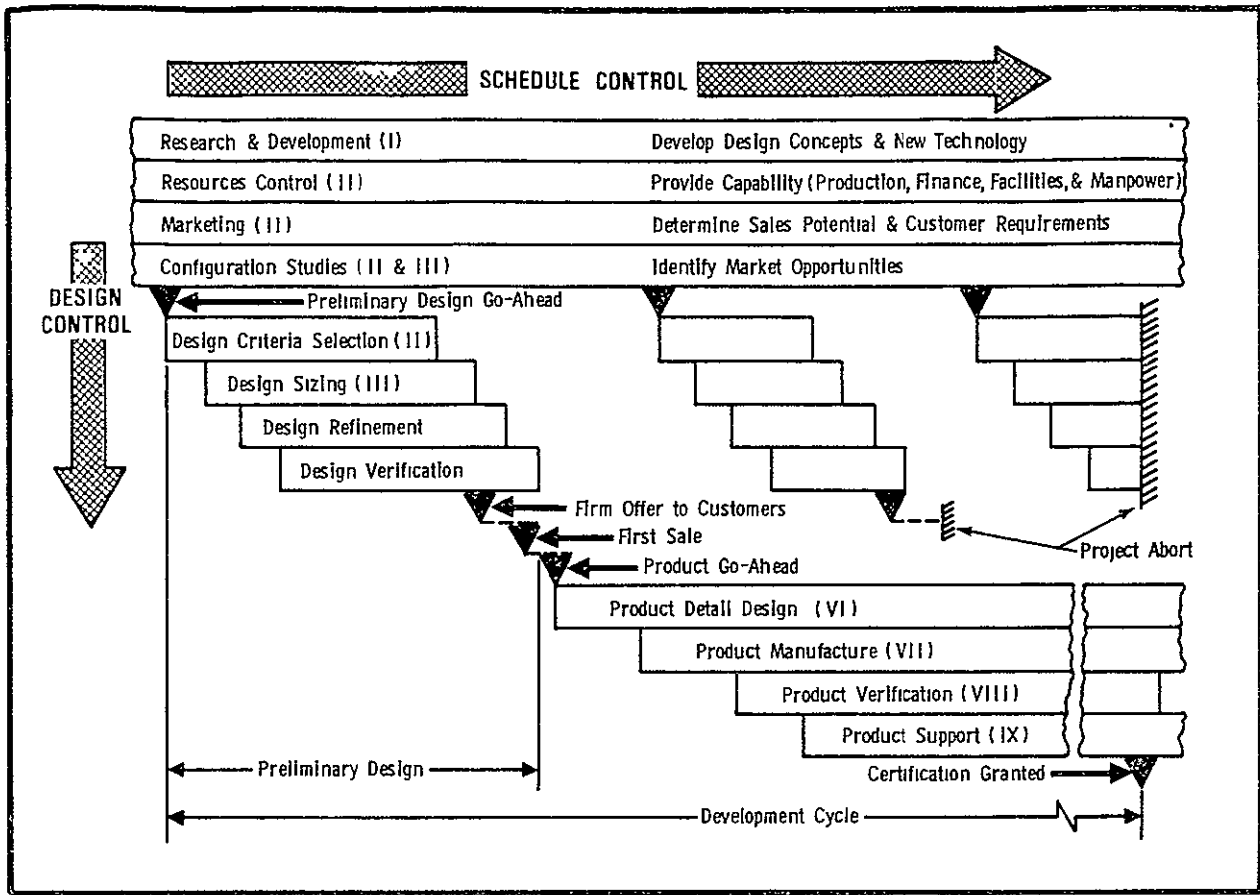 SCHEDULE CONTROL
Research & Development (I) Develop Design Concepts & New Technology
Resources Control (II) Provide Capability (Production, Finance, Facilities, & Manpower)
Marketing (II) Determine Sales Potential & Customer Requirements
Configuration Studies (II & III) Identify Market Opportunities
DESIGN
CONTROL
Preliminary Design Go-Ahead
Design Criteria Selection (II)
Design Sizing (III)
Design Refinement
Design Verification
Firm Offer to Customers
First Sale
Project Abort
Product Go-Ahead
Product Detail Design (VI)
Product Manufacture (VII)
Product Verification (VIII)
Product Support (IX)
Preliminary Design
Certification Granted
Development Cycle